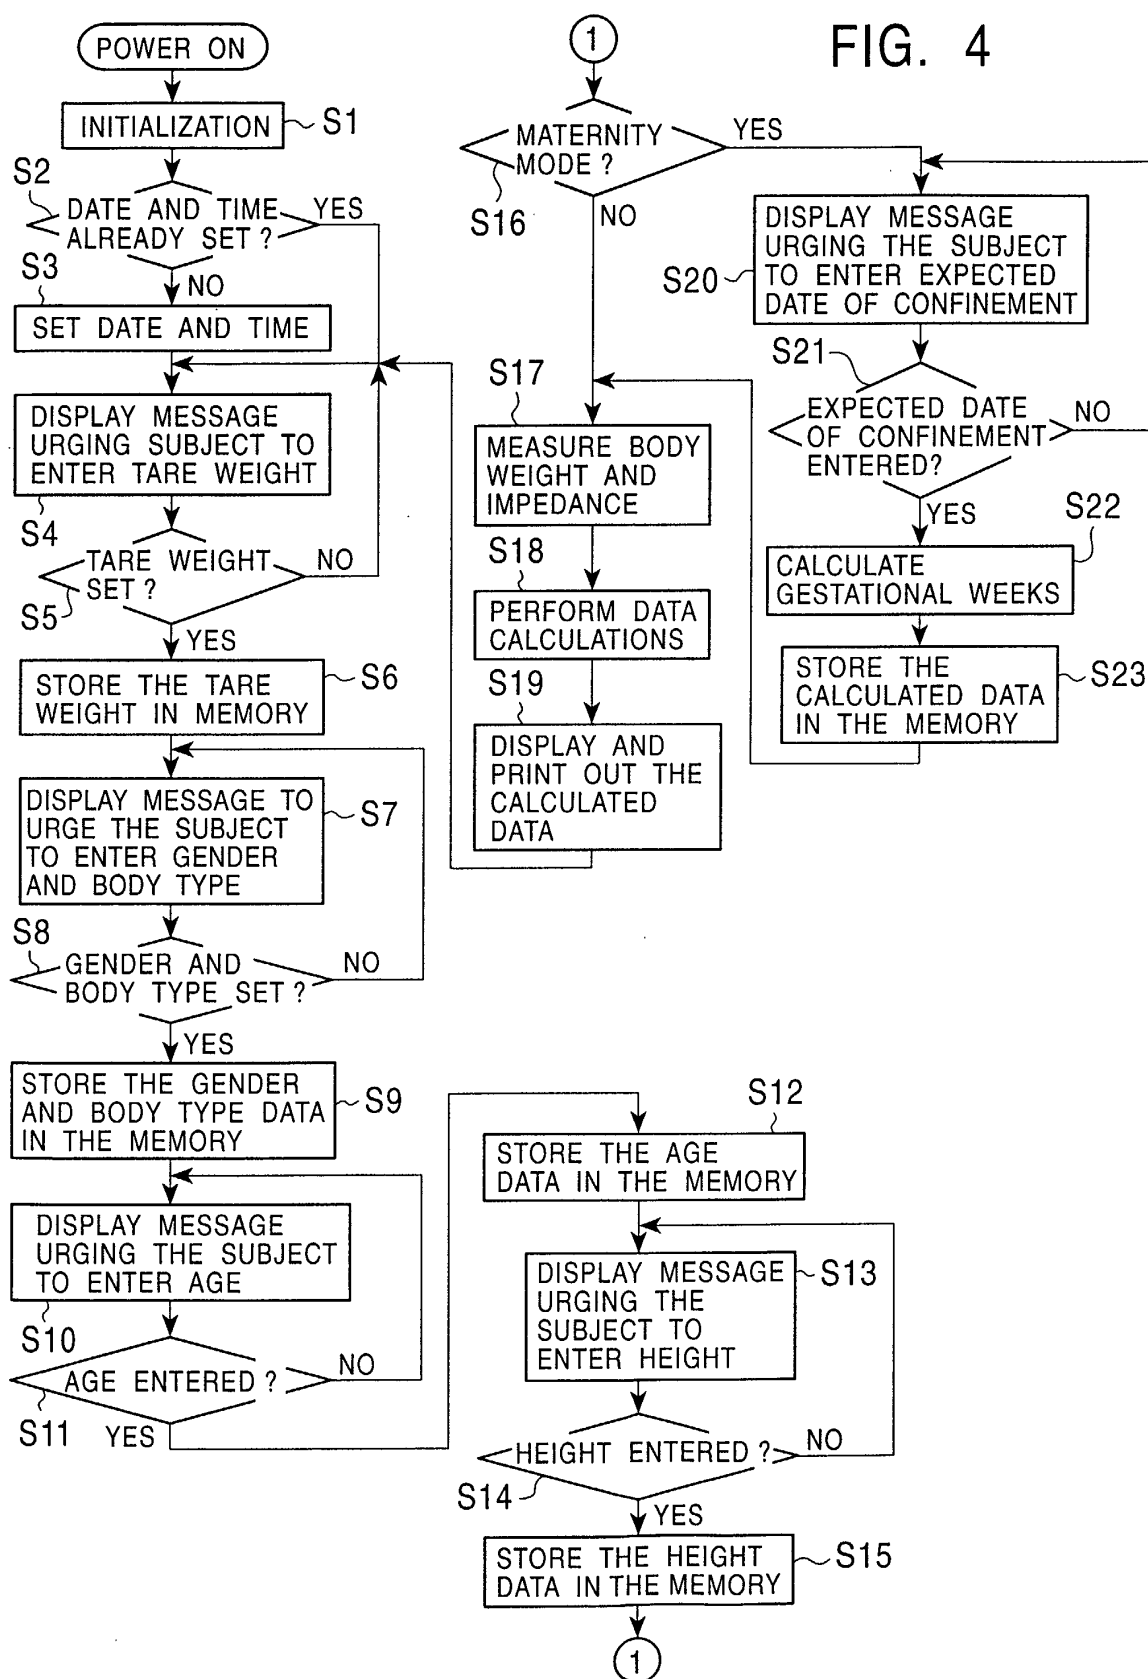 FIG. 4
POWER ON
INITIALIZATION
S1
S2
DATE AND TIME
ALREADY SET ?
YES
NO
S3
SET DATE AND TIME
DISPLAY MESSAGE
URGING SUBJECT TO
ENTER TARE WEIGHT
S4
TARE WEIGHT
SET ?
NO
S5
YES
STORE THE TARE
WEIGHT IN MEMORY
S6
DISPLAY MESSAGE TO
URGE THE SUBJECT
TO ENTER GENDER
AND BODY TYPE
S7
S8
GENDER AND
BODY TYPE SET ?
NO
YES
STORE THE GENDER
AND BODY TYPE DATA
IN THE MEMORY
S9
DISPLAY MESSAGE
URGING THE SUBJECT
TO ENTER AGE
S10
AGE ENTERED ?
NO
S11
YES
S12
STORE THE AGE
DATA IN THE MEMORY
DISPLAY MESSAGE
URGING THE
SUBJECT TO
ENTER HEIGHT
S13
HEIGHT ENTERED ?
NO
S14
YES
STORE THE HEIGHT
DATA IN THE MEMORY
S15
1
1
MATERNITY
MODE ?
YES
S16
NO
S17
MEASURE BODY
WEIGHT AND
IMPEDANCE
S18
PERFORM DATA
CALCULATIONS
S19
DISPLAY AND
PRINT OUT THE
CALCULATED
DATA
DISPLAY MESSAGE
URGING THE SUBJECT
TO ENTER EXPECTED
DATE OF CONFINEMENT
S20
S21
EXPECTED DATE
OF CONFINEMENT
ENTERED?
NO
YES
S22
CALCULATE
GESTATIONAL WEEKS
STORE THE
CALCULATED DATA
IN THE MEMORY
S23